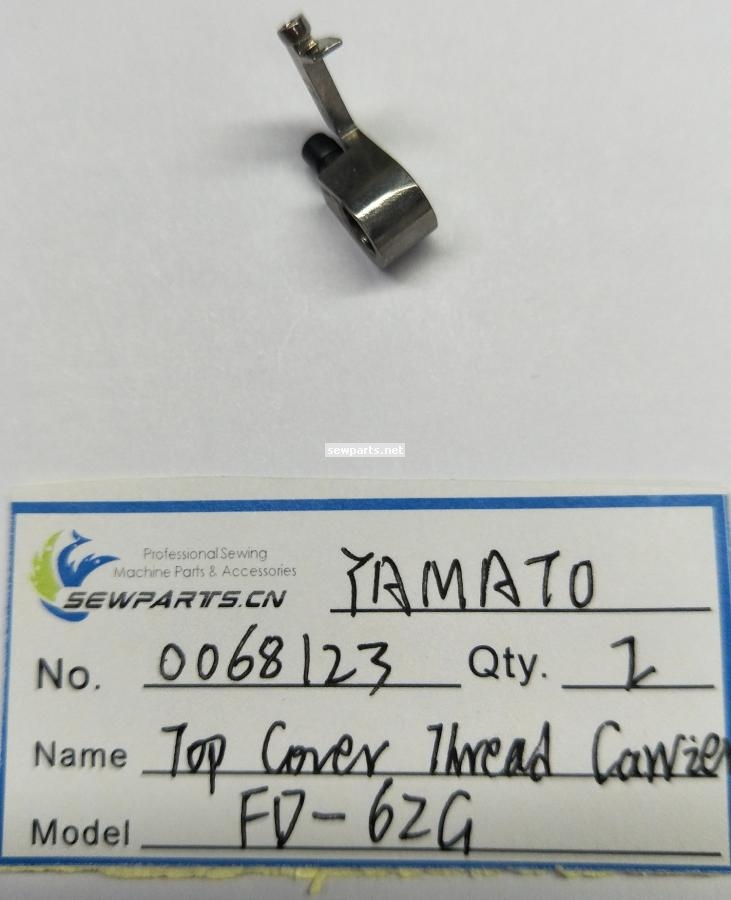 sewparts.net
Professional Sewing
Machine Parts & Accessories
SEWPARTS.CN
YAMATO
No. 0068123 Qty. 1
Name Top Cover Thread Carrier
Model FD-62G